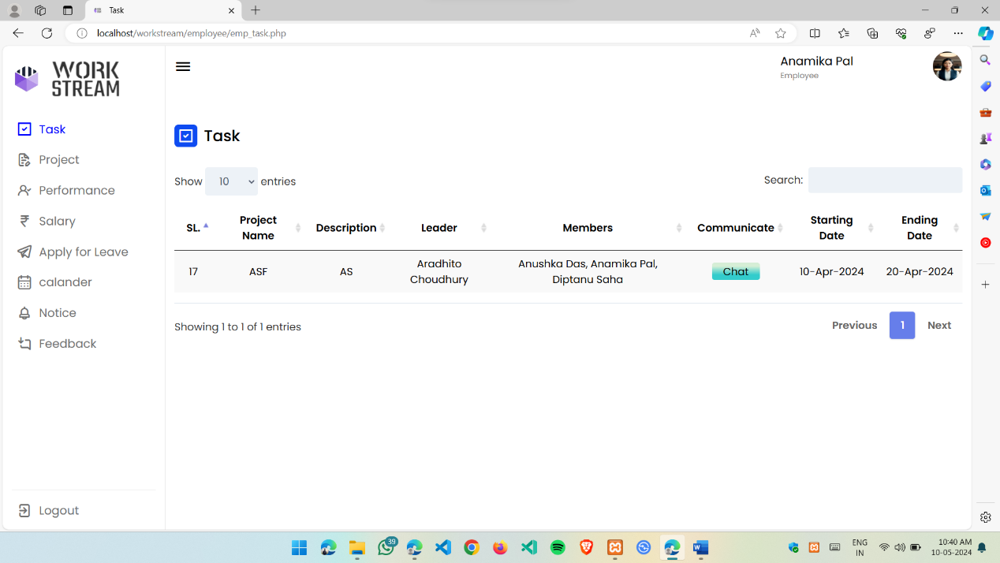 Task
localhost/workstream/employee/emp_task.php
WORK
STREAM
Anamika Pal
Employee
Task
Project
Performance
Salary
Apply for Leave
calander
Notice
Feedback
Logout
Task
Show 10 entries
Search:
SL. Project Name Description Leader Members Communicate Starting Date Ending Date
17 ASF AS Aradhito Choudhury Anushka Das, Anamika Pal, Diptanu Saha Chat 10-Apr-2024 20-Apr-2024
Showing 1 to 1 of 1 entries
Previous 1 Next
39
ENG
IN
10:40 AM
10-05-2024